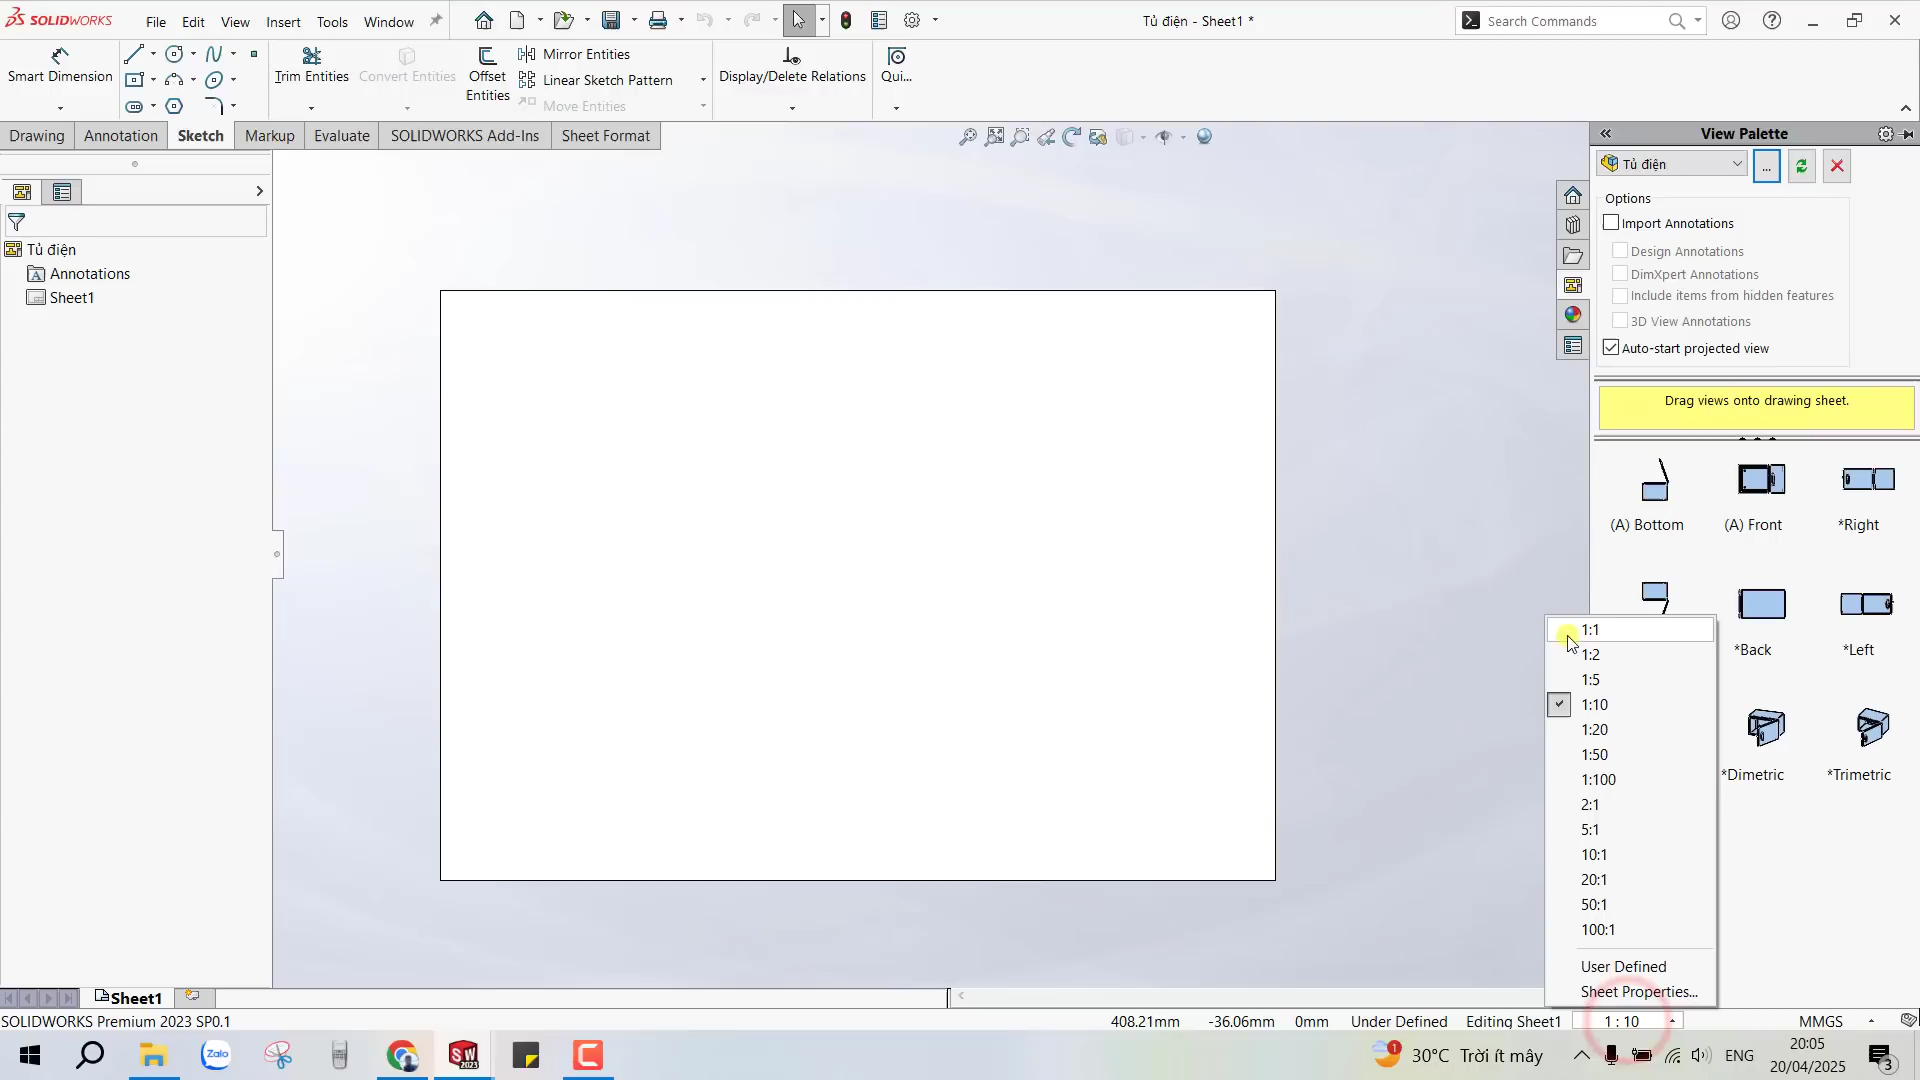 SOLIDWORKS
File Edit View Insert Tools Window
Tủ điện - Sheet1 *
Search Commands
Smart Dimension
Trim Entities
Convert Entities
Offset Entities
Mirror Entities
Linear Sketch Pattern
Move Entities
Display/Delete Relations
Qui...
Drawing Annotation Sketch Markup Evaluate SOLIDWORKS Add-Ins Sheet Format
View Palette
Tủ điện
...
Options
Import Annotations
Design Annotations
DimXpert Annotations
Include items from hidden features
3D View Annotations
Auto-start projected view
Drag views onto drawing sheet.
Tủ điện
Annotations
Sheet1
(A) Bottom (A) Front *Right
*Back *Left
*Dimetric *Trimetric
1:1
1:2
1:5
1:10
1:20
1:50
1:100
2:1
5:1
10:1
20:1
50:1
100:1
User Defined
Sheet Properties...
Sheet1
SOLIDWORKS Premium 2023 SP0.1
408.21mm -36.06mm 0mm Under Defined Editing Sheet1 1 : 10 MMGS
Zalo
SW
2023
1
30°C Trời ít mây
ENG
20:05
20/04/2025
3